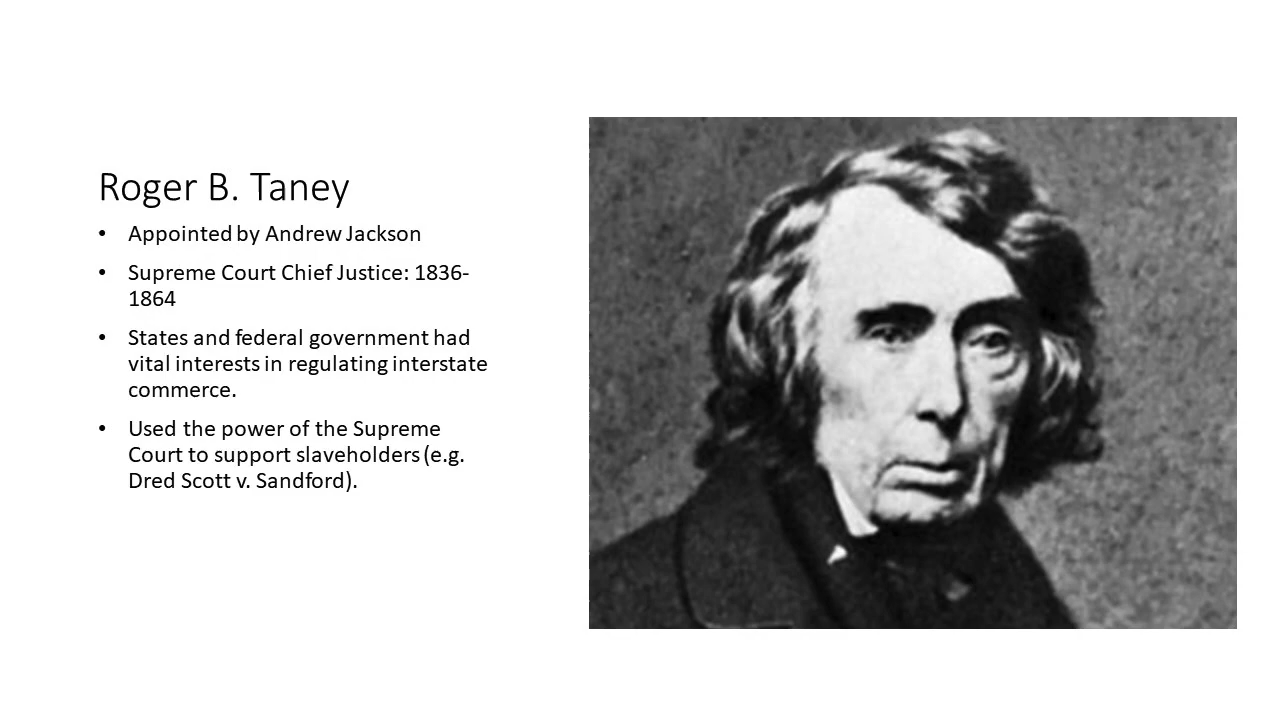 Roger B. Taney
• Appointed by Andrew Jackson
• Supreme Court Chief Justice: 1836-
1864
• States and federal government had
vital interests in regulating interstate
commerce.
• Used the power of the Supreme
Court to support slaveholders (e.g.
Dred Scott v. Sandford).